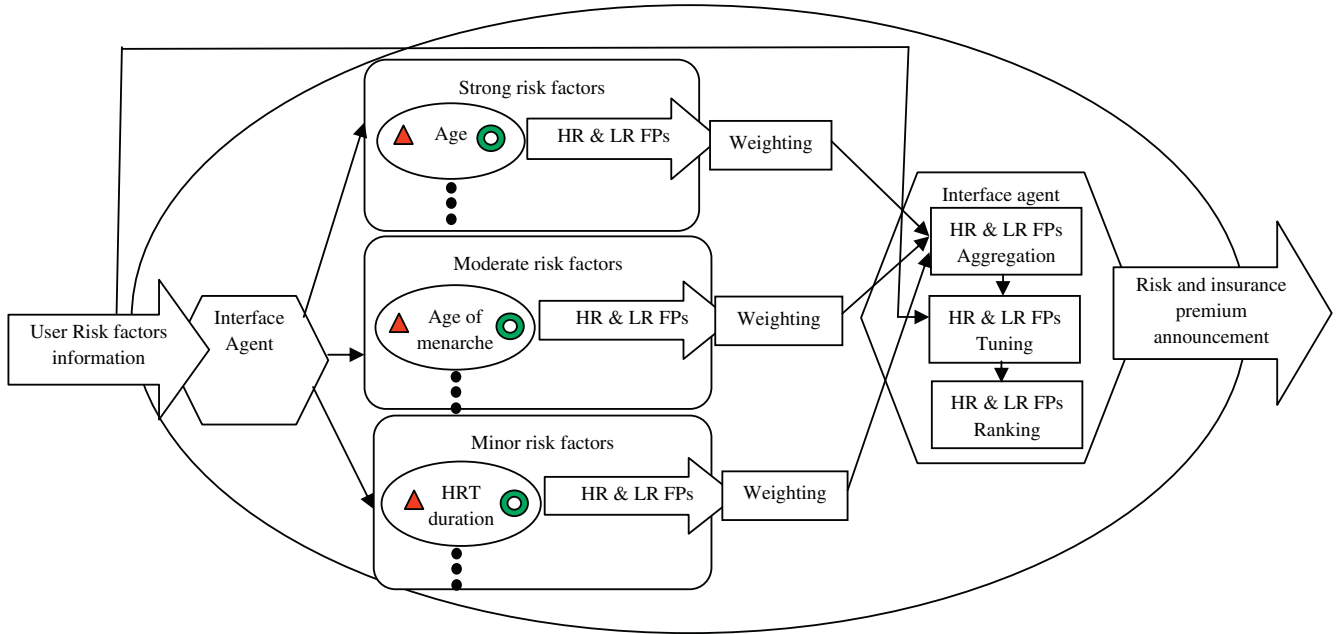 User Risk factors
information
Interface
Agent
Strong risk factors
Age
HR & LR FPs
Weighting
Moderate risk factors
Age of
menarche
HR & LR FPs
Weighting
Minor risk factors
HRT
duration
HR & LR FPs
Weighting
Interface agent
HR & LR FPs
Aggregation
HR & LR FPs
Tuning
HR & LR FPs
Ranking
Risk and insurance
premium
announcement